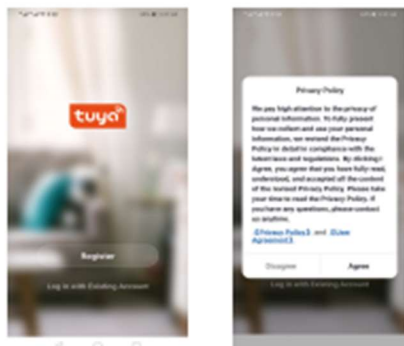 tuya
Register
Log in with Existing Account
Privacy Policy
We pay high attention to the privacy of
personal information. To fully present
how we collect and use your personal
information, we revised the Privacy
Policy in detail in compliance with the
latest laws and regulations. By clicking
Agree, you agree that you have fully read,
understood, and accepted all the content
of the revised Privacy Policy. Please take
your time to read the Privacy Policy. If
you have any questions, please contact
us anytime.
《Privacy Policy》 and 《User
Agreement》
Disagree
Agree
Log in with Existing Account